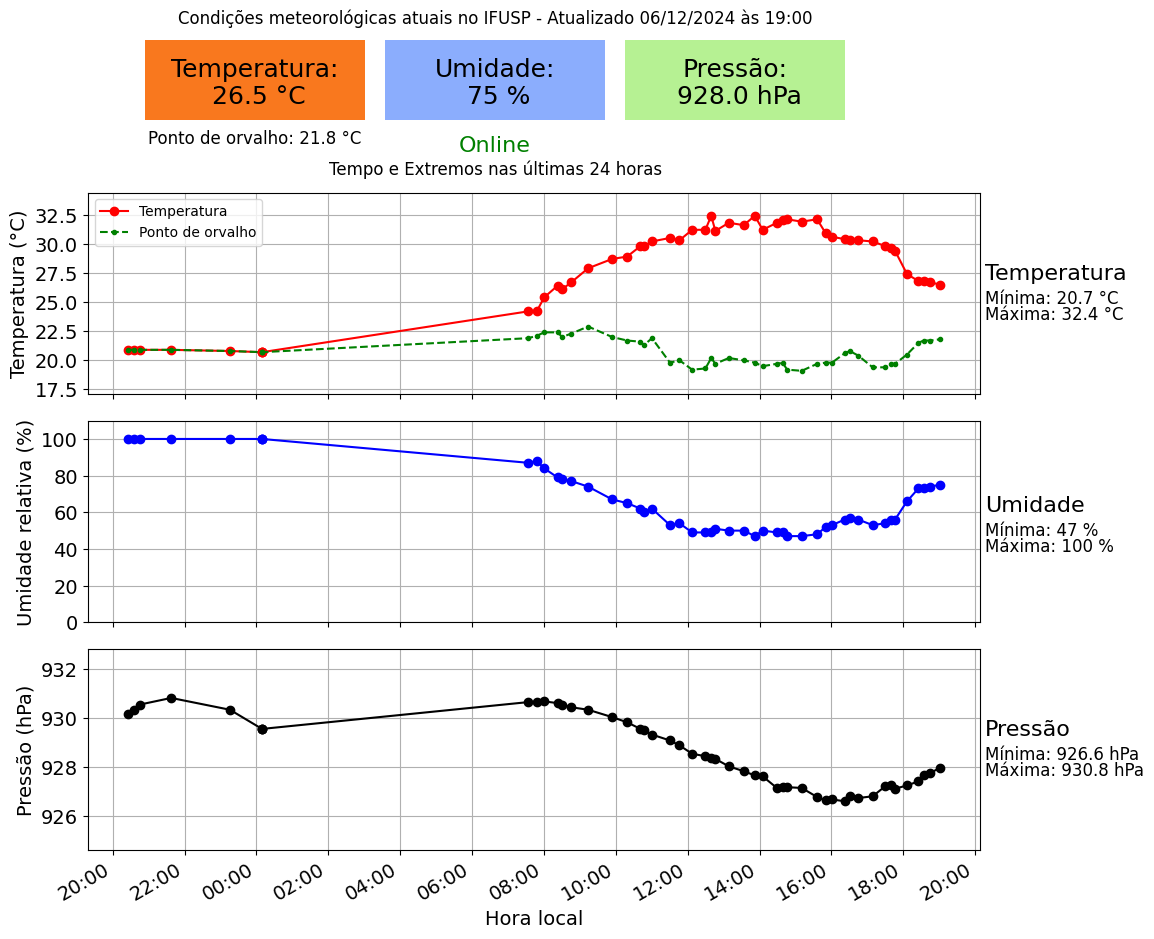 Condições meteorológicas atuais no IFUSP - Atualizado 06/12/2024 às 19:00
Temperatura:
26.5 °C
Umidade:
75 %
Pressão:
928.0 hPa
Ponto de orvalho: 21.8 °C
Online
Tempo e Extremos nas últimas 24 horas
Temperatura (°C)
32.5
30.0
27.5
25.0
22.5
20.0
17.5
Temperatura
Ponto de orvalho
Temperatura
Mínima: 20.7 °C
Máxima: 32.4 °C
Umidade relativa (%)
100
80
60
40
20
0
Umidade
Mínima: 47 %
Máxima: 100 %
Pressão (hPa)
932
930
928
926
Pressão
Mínima: 926.6 hPa
Máxima: 930.8 hPa
20:00 22:00 00:00 02:00 04:00 06:00 08:00 10:00 12:00 14:00 16:00 18:00 20:00
Hora local